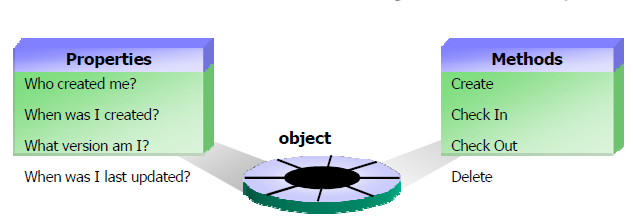 Properties
Who created me?
When was I created?
What version am I?
When was I last updated?
object
Methods
Create
Check In
Check Out
Delete